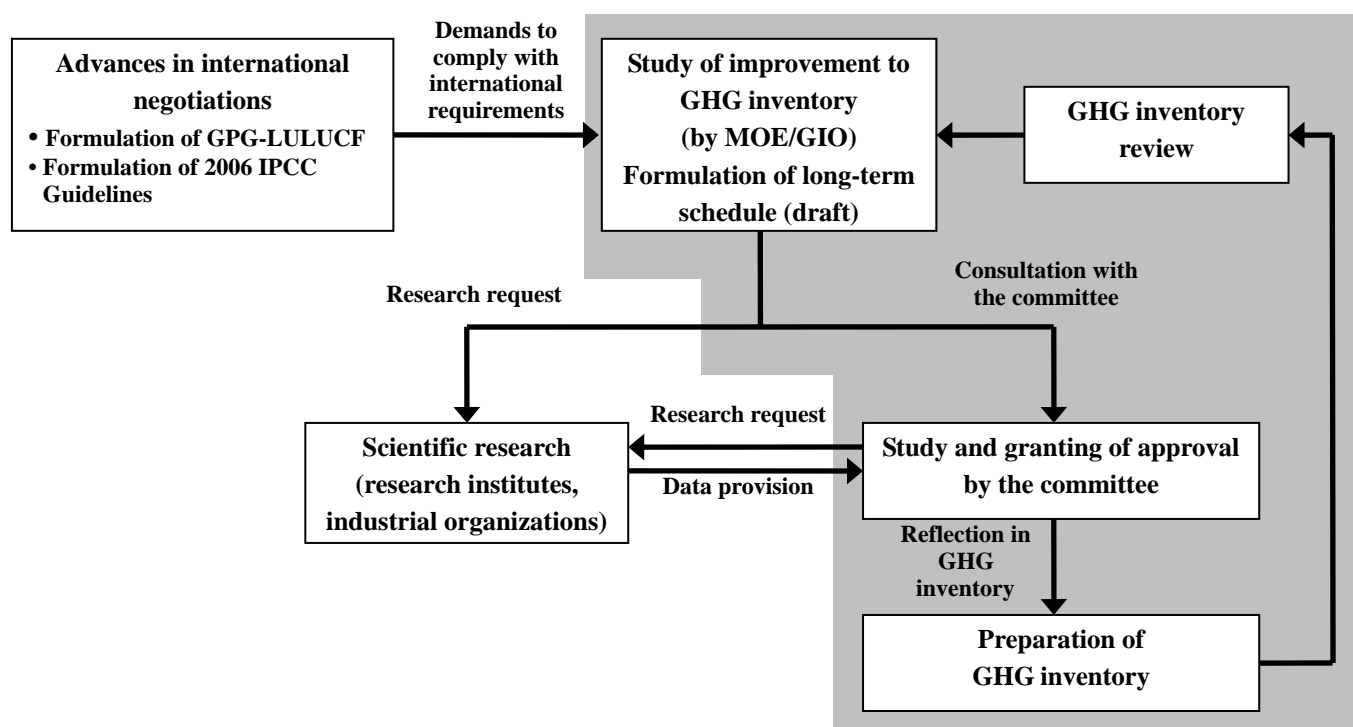 Advances in international
negotiations
• Formulation of GPG-LULUCF
• Formulation of 2006 IPCC
Guidelines
Demands to
comply with
international
requirements
Study of improvement to
GHG inventory
(by MOE/GIO)
Formulation of long-term
schedule (draft)
GHG inventory
review
Research request
Consultation with
the committee
Scientific research
(research institutes,
industrial organizations)
Research request
Data provision
Study and granting of approval
by the committee
Reflection in
GHG
inventory
Preparation of
GHG inventory